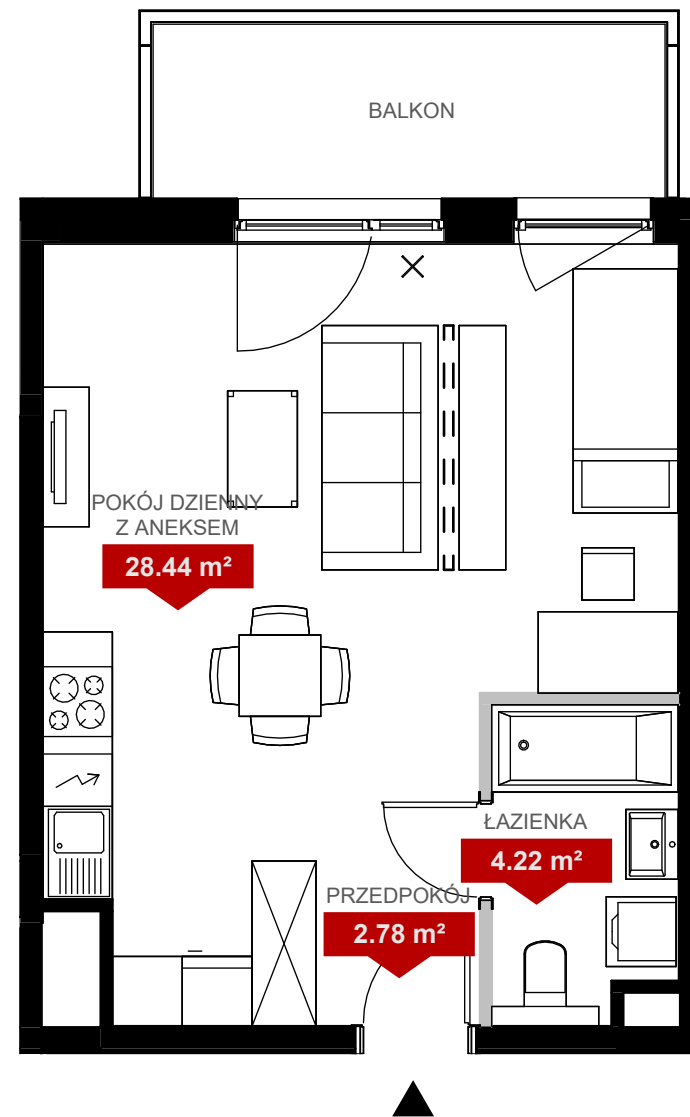 BALKON
POKÓJ DZIENNY
Z ANEKSEM
28.44 m²
ŁAZIENKA
4.22 m²
PRZEDPOKÓJ
2.78 m²